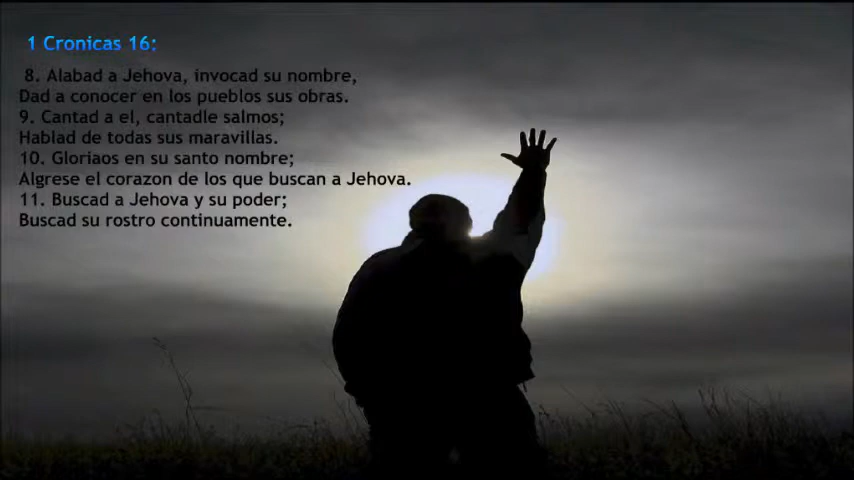 1 Cronicas 16:
8. Alabad a Jehova, invocad su nombre,
Dad a conocer en los pueblos sus obras.
9. Cantad a el, cantadle salmos;
Hablad de todas sus maravillas.
10. Gloriaos en su santo nombre;
Algrese el corazon de los que buscan a Jehova.
11. Buscad a Jehova y su poder;
Buscad su rostro continuamente.